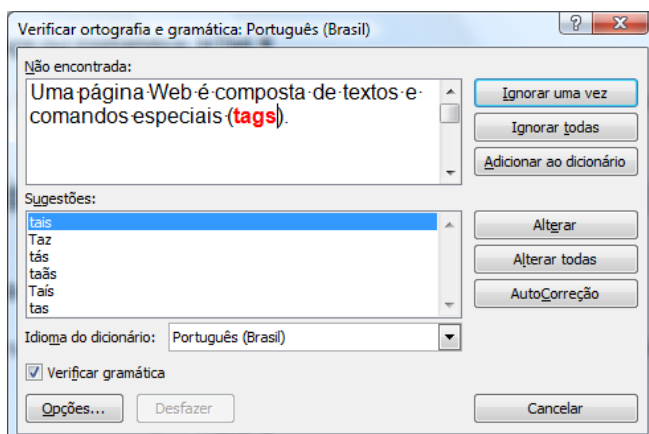 Verificar ortografia e gramática: Português (Brasil)
Não encontrada:
Uma·página·Web·é·composta·de·textos·e·
comandos·especiais·(tags).
Ignorar uma vez
Ignorar todas
Adicionar ao dicionário
Sugestões:
tais
Taz
tás
taãs
Taís
tas
Alterar
Alterar todas
AutoCorreção
Idioma do dicionário: Português (Brasil)
Verificar gramática
Opções... Desfazer Cancelar